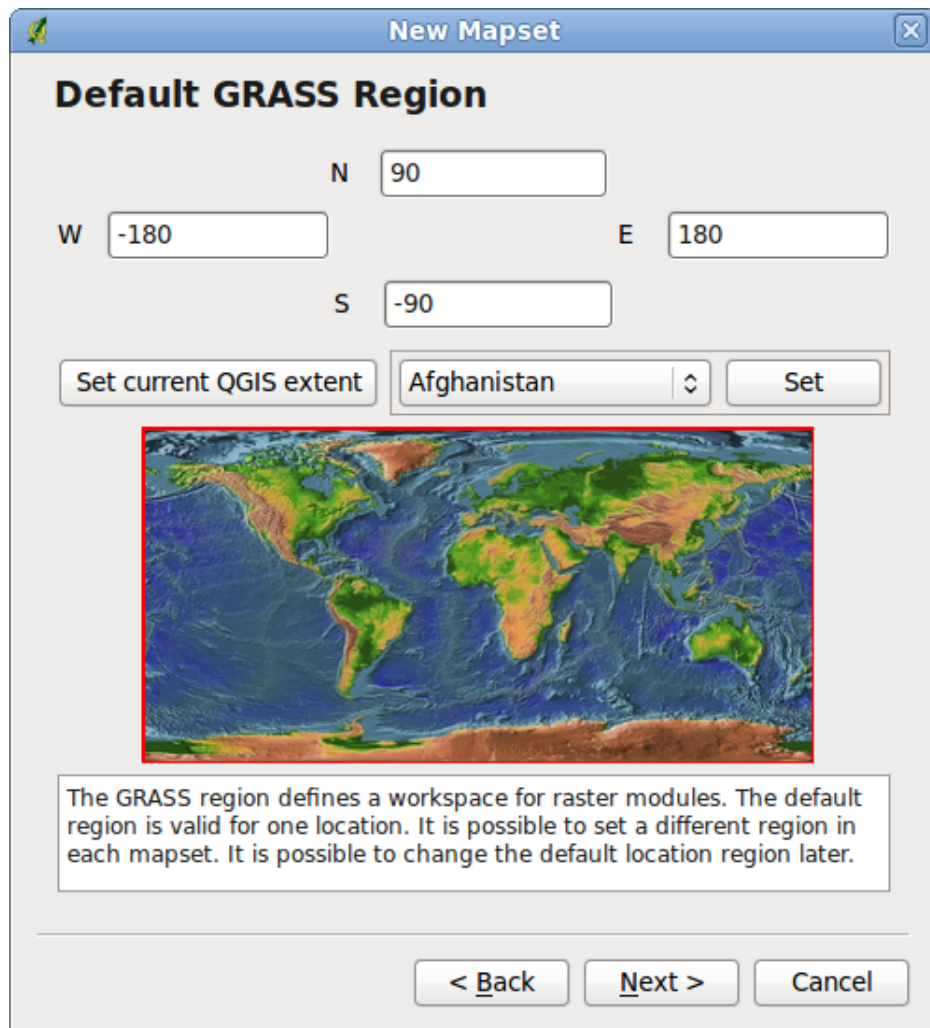 New Mapset
Default GRASS Region
N 90
W -180 E 180
S -90
Set current QGIS extent Afghanistan Set
The GRASS region defines a workspace for raster modules. The default
region is valid for one location. It is possible to set a different region in
each mapset. It is possible to change the default location region later.
< Back Next > Cancel